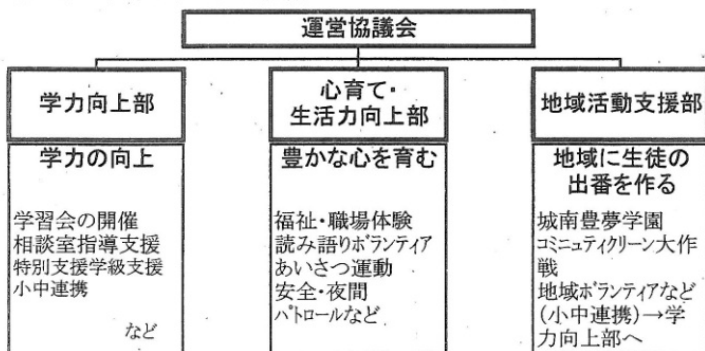 運営協議会
学力向上部
学力の向上
学習会の開催
相談室指導支援
特別支援学級支援
小中連携
など
心育て・
生活力向上部
豊かな心を育む
福祉・職場体験
読み語りボランティア
あいさつ運動
安全・夜間
パトロールなど
地域活動支援部
地域に生徒の
出番を作る
城南豊夢学園
コミニュティクリーン大作
戦
地域ボランティアなど
(小中連携)→学
力向上部へ